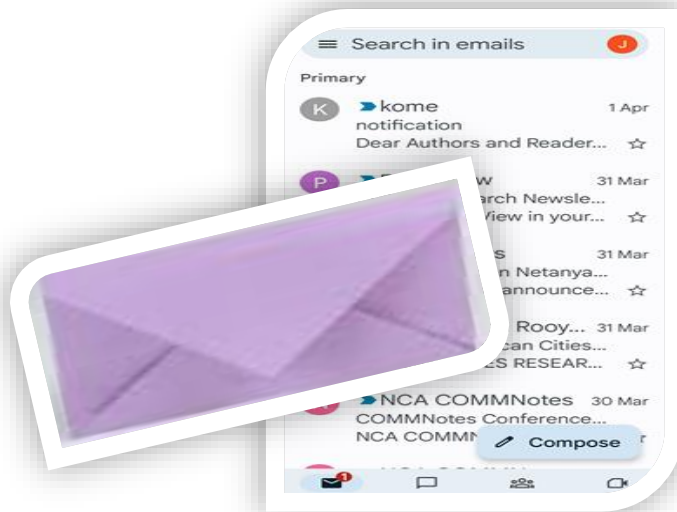 Search in emails
J
Primary
K
kome
1 Apr
notification
Dear Authors and Reader...
P
w
31 Mar
arch Newsle...
iew in your...
s
31 Mar
n Netanya...
announce...
Rooy...
31 Mar
can Cities...
ES RESEAR...
NCA COMMNotes
30 Mar
COMMNotes Conference...
NCA COMMN
Compose
1